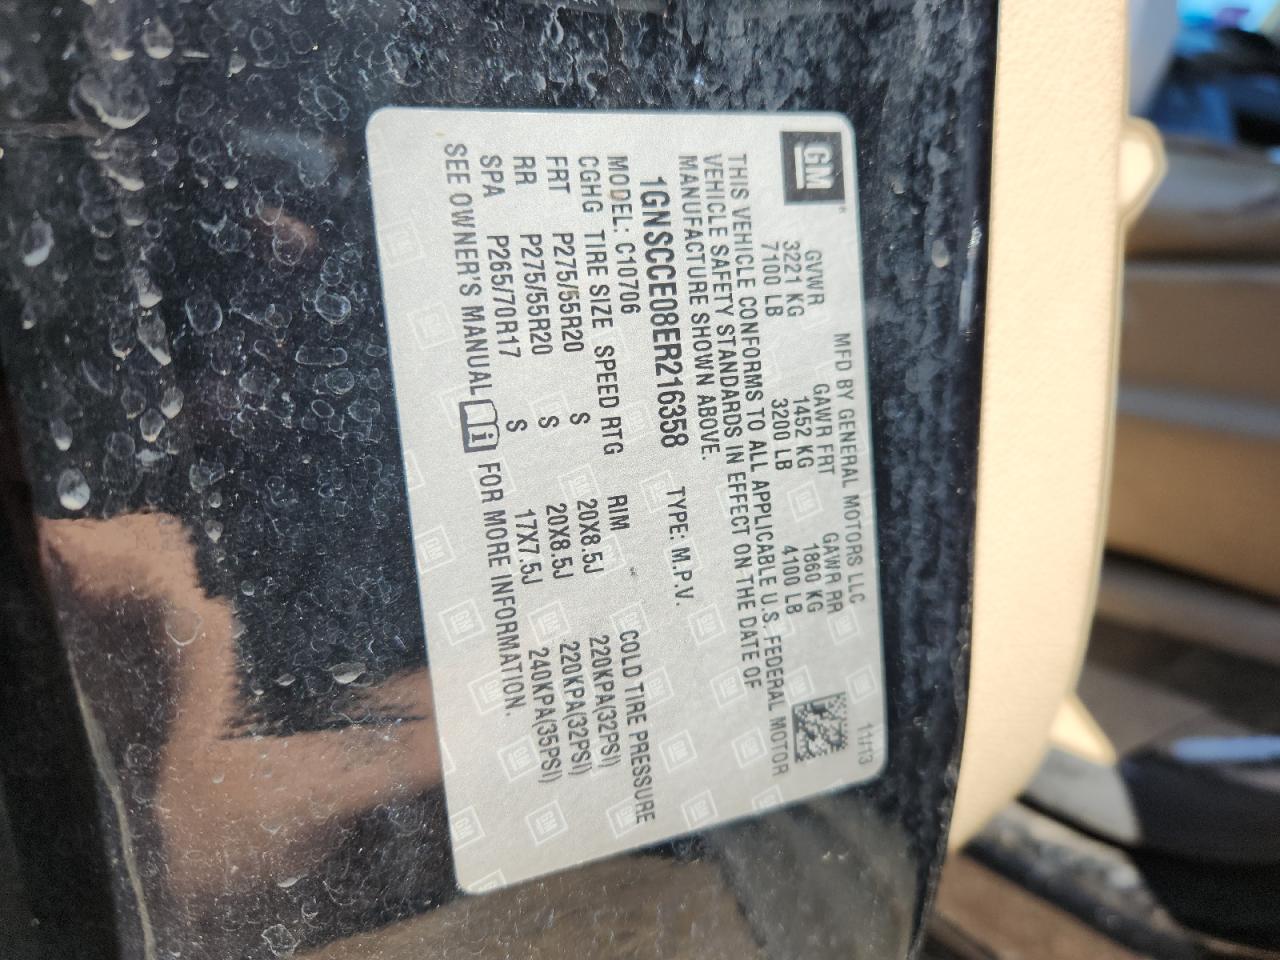 GM
MFD BY GENERAL MOTORS LLC 11/13
GVWR GAWR FRT GAWR RR
3221 KG 1452 KG 1860 KG
7100 LB 3200 LB 4100 LB
THIS VEHICLE CONFORMS TO ALL APPLICABLE U.S. FEDERAL MOTOR
VEHICLE SAFETY STANDARDS IN EFFECT ON THE DATE OF
MANUFACTURE SHOWN ABOVE.
1GNSCCE08ER216358 TYPE: M.P.V.
MODEL: C10706
CGHG TIRE SIZE SPEED RTG RIM COLD TIRE PRESSURE
FRT P275/55R20 S 20X8.5J 220KPA(32PSI)
RR P275/55R20 S 20X8.5J 220KPA(32PSI)
SPA P265/70R17 S 17X7.5J 240KPA(35PSI)
SEE OWNER'S MANUAL i FOR MORE INFORMATION.